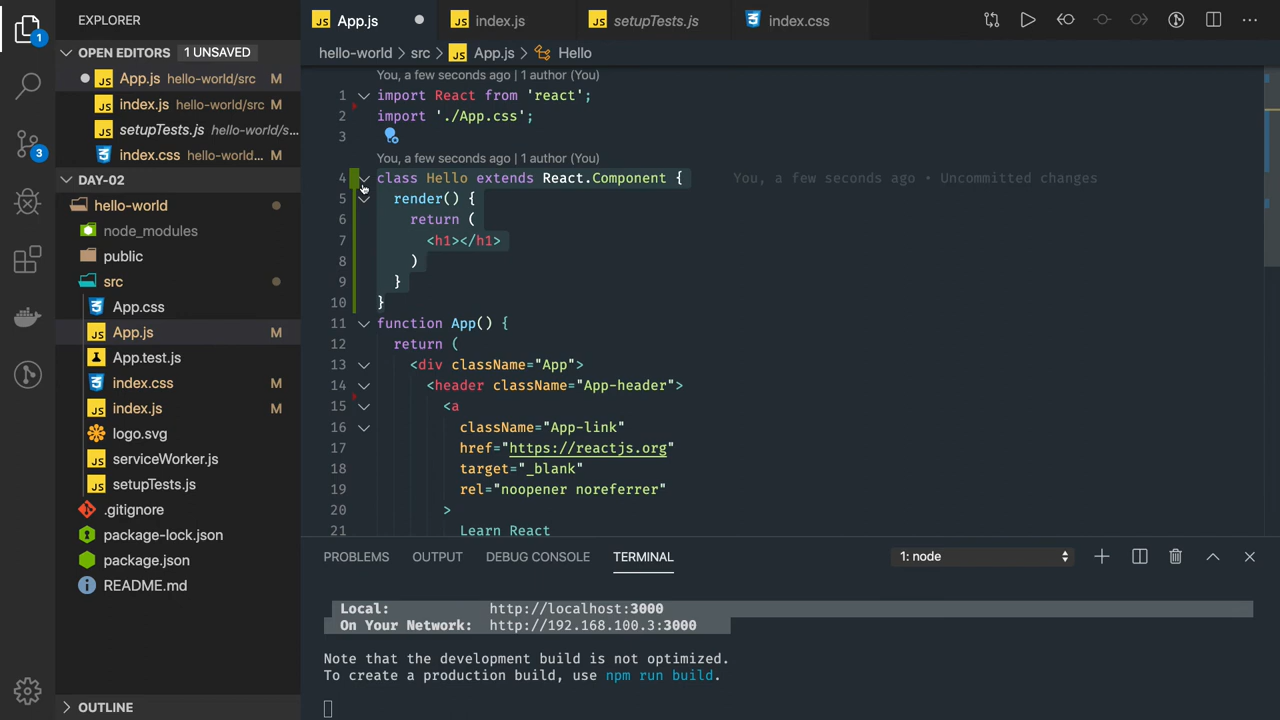 EXPLORER
App.js
index.js
setupTests.js
index.css
OPEN EDITORS 1 UNSAVED
hello-world > src > App.js > Hello
App.js hello-world/src M
index.js hello-world/src M
setupTests.js hello-world/s...
index.css hello-world... M
DAY-02
hello-world
node_modules
public
src
App.css
App.js M
App.test.js
index.css M
index.js M
logo.svg
serviceWorker.js
setupTests.js
.gitignore
package-lock.json
package.json
README.md
OUTLINE
1
3
You, a few seconds ago | 1 author (You)
1 import React from 'react';
2 import './App.css';
3
You, a few seconds ago | 1 author (You)
4 class Hello extends React.Component { You, a few seconds ago • Uncommitted changes
5 render() {
6 return (
7 <h1></h1>
8 )
9 }
10 }
11 function App() {
12 return (
13 <div className="App">
14 <header className="App-header">
15 <a
16 className="App-link"
17 href="https://reactjs.org"
18 target="_blank"
19 rel="noopener noreferrer"
20 >
21 Learn React
PROBLEMS OUTPUT DEBUG CONSOLE TERMINAL 1: node
Local: http://localhost:3000
On Your Network: http://192.168.100.3:3000
Note that the development build is not optimized.
To create a production build, use npm run build.